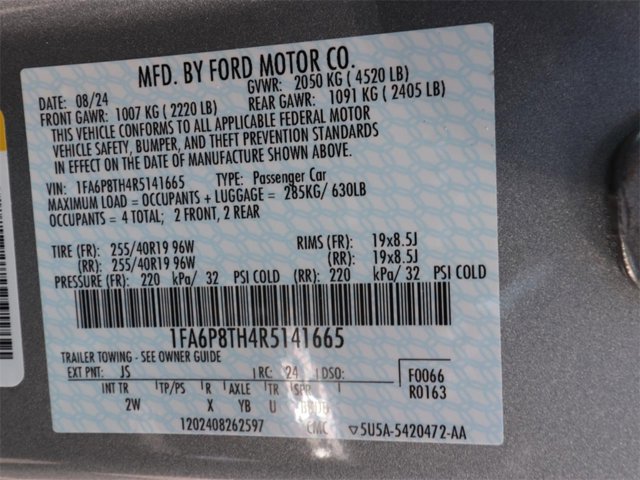 MFD. BY FORD MOTOR CO.
DATE: 08/24 GVWR: 2050 KG ( 4520 LB)
FRONT GAWR: 1007 KG ( 2220 LB) REAR GAWR: 1091 KG ( 2405 LB)
THIS VEHICLE CONFORMS TO ALL APPLICABLE FEDERAL MOTOR
VEHICLE SAFETY, BUMPER, AND THEFT PREVENTION STANDARDS
IN EFFECT ON THE DATE OF MANUFACTURE SHOWN ABOVE.
VIN: 1FA6P8TH4R5141665 TYPE: Passenger Car
MAXIMUM LOAD = OCCUPANTS + LUGGAGE = 285KG/ 630LB
OCCUPANTS = 4 TOTAL; 2 FRONT, 2 REAR
TIRE (FR): 255/40R19 96W RIMS (FR): 19x8.5J
(RR): 255/40R19 96W (RR): 19x8.5J
PRESSURE (FR): 220 kPa/ 32 PSI COLD (RR): 220 kPa/ 32 PSI COLD
1FA6P8TH4R5141665
TRAILER TOWING - SEE OWNER GUIDE
EXT PNT: JS RC: 24 DSO: F0066
INT TR TP/PS R AXLE TR SPR R0163
2W X YB U
1202408262597 CMC ▽5U5A-5420472-AA